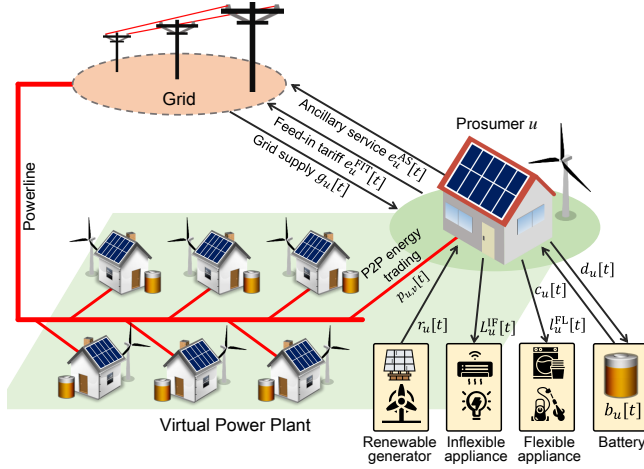 Grid
Ancillary service e_u^AS[t]
Feed-in tariff e_u^FIT[t]
Grid supply g_u[t]
Prosumer u
Powerline
P2P energy
trading
p_{u,v}[t]
r_u[t]
l_u^IF[t]
c_u[t]
l_u^FL[t]
d_u[t]
b_u[t]
Virtual Power Plant
Renewable
generator
Inflexible
appliance
Flexible
appliance
Battery